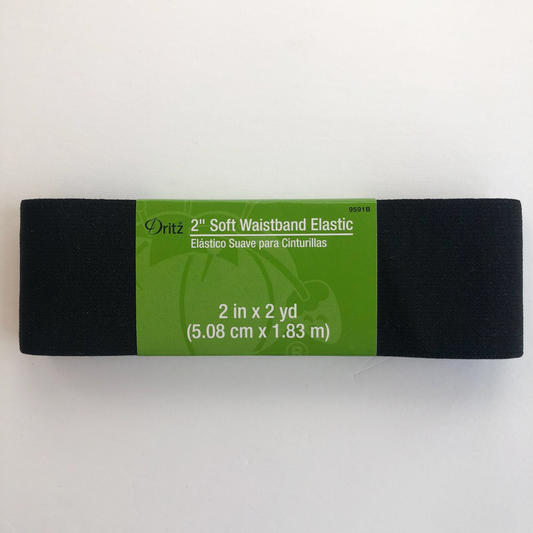 9591B
Dritz 2" Soft Waistband Elastic
Elástico Suave para Cinturillas
2 in x 2 yd
(5.08 cm x 1.83 m)
®